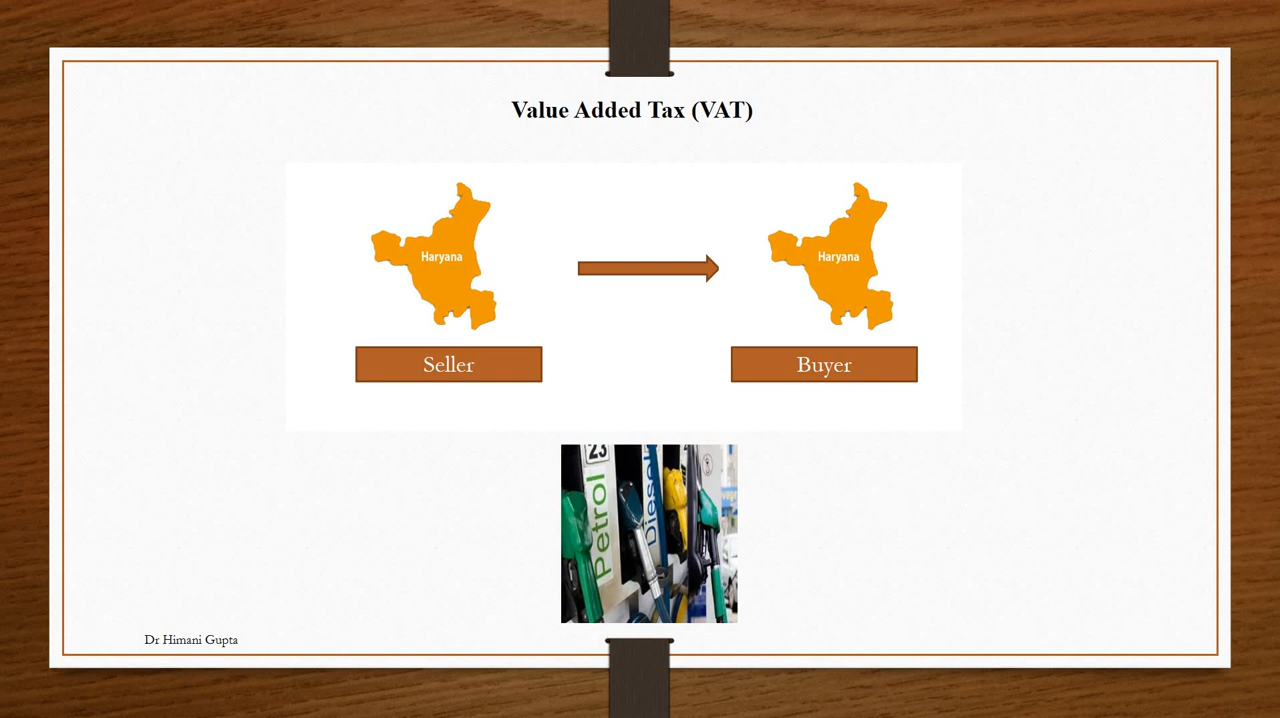 Value Added Tax (VAT)
Haryana
Haryana
Seller
Buyer
23
Petrol
Diesel
Dr Himani Gupta